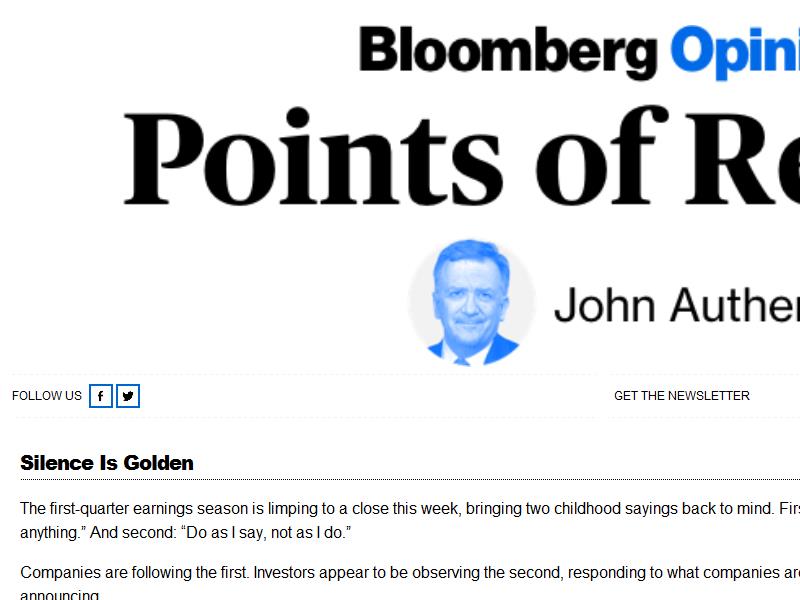 Bloomberg Opini
Points of Re
John Auther
FOLLOW US
GET THE NEWSLETTER
Silence Is Golden
The first-quarter earnings season is limping to a close this week, bringing two childhood sayings back to mind. Firs
anything.” And second: “Do as I say, not as I do.”
Companies are following the first. Investors appear to be observing the second, responding to what companies are
announcing.